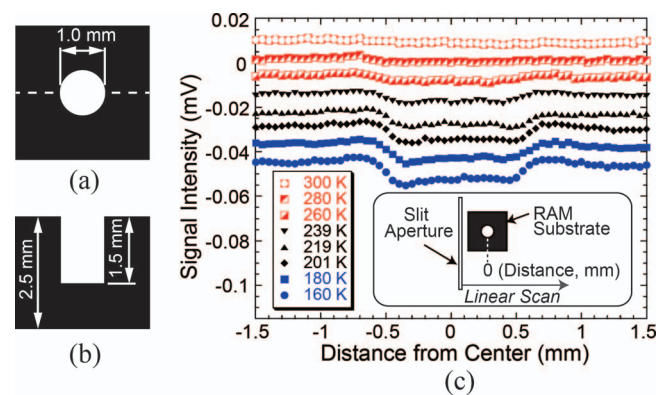 1.0 mm
(a)
2.5 mm
1.5 mm
(b)
Signal Intensity (mV)
0.02
0
-0.02
-0.04
-0.06
-0.08
-0.1
300 K
280 K
260 K
239 K
219 K
201 K
180 K
160 K
Slit
Aperture
RAM
Substrate
0 (Distance, mm)
Linear Scan
-1.5 -1 -0.5 0 0.5 1 1.5
Distance from Center (mm)
(c)